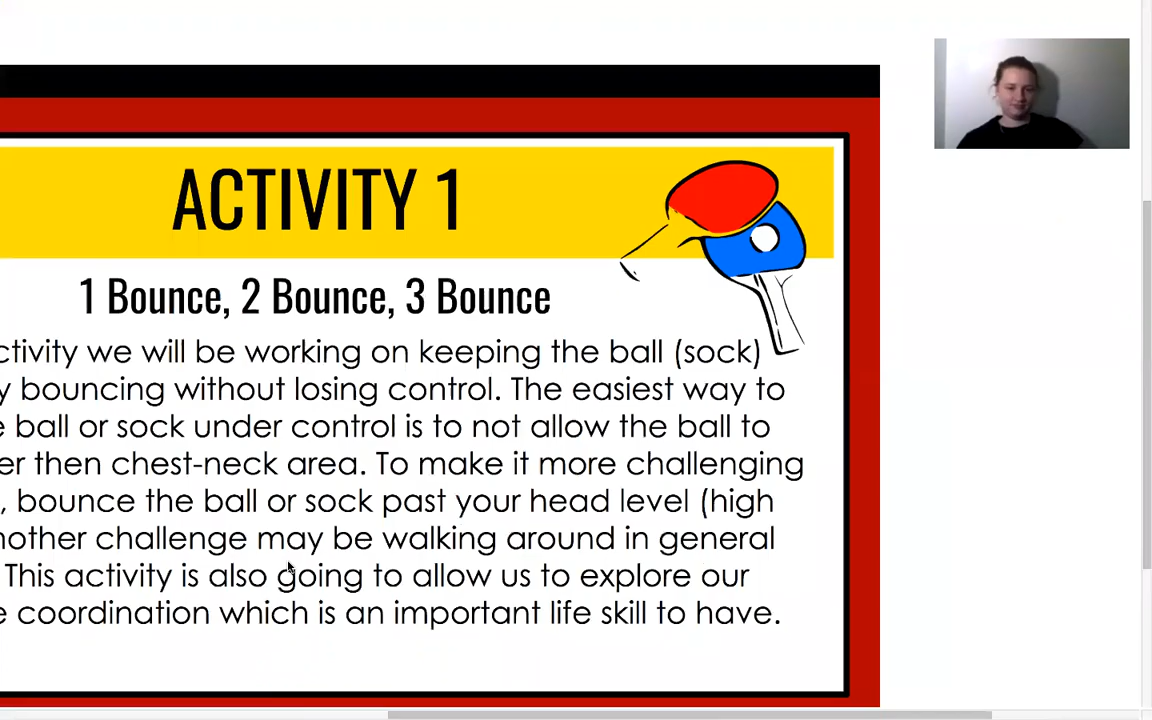 ACTIVITY 1
1 Bounce, 2 Bounce, 3 Bounce
ctivity we will be working on keeping the ball (sock)
y bouncing without losing control. The easiest way to
e ball or sock under control is to not allow the ball to
er then chest-neck area. To make it more challenging
, bounce the ball or sock past your head level (high
nother challenge may be walking around in general
This activity is also going to allow us to explore our
e coordination which is an important life skill to have.